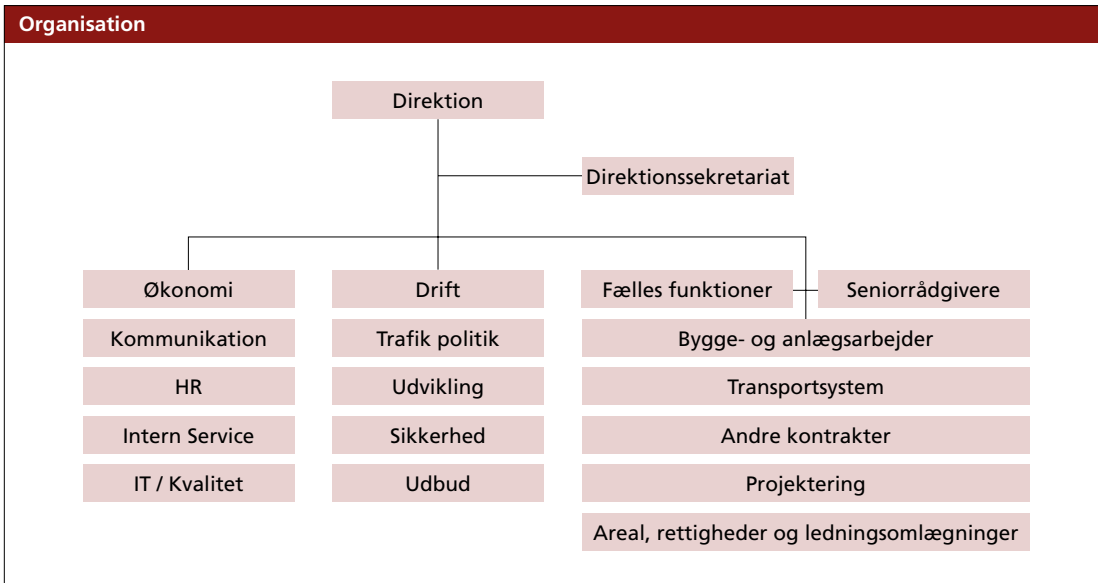 Organisation
Direktion
Direktionssekretariat
Økonomi
Kommunikation
HR
Intern Service
IT / Kvalitet
Drift
Trafik politik
Udvikling
Sikkerhed
Udbud
Fælles funktioner
Seniorrådgivere
Bygge- og anlægsarbejder
Transportsystem
Andre kontrakter
Projektering
Areal, rettigheder og ledningsomlægninger